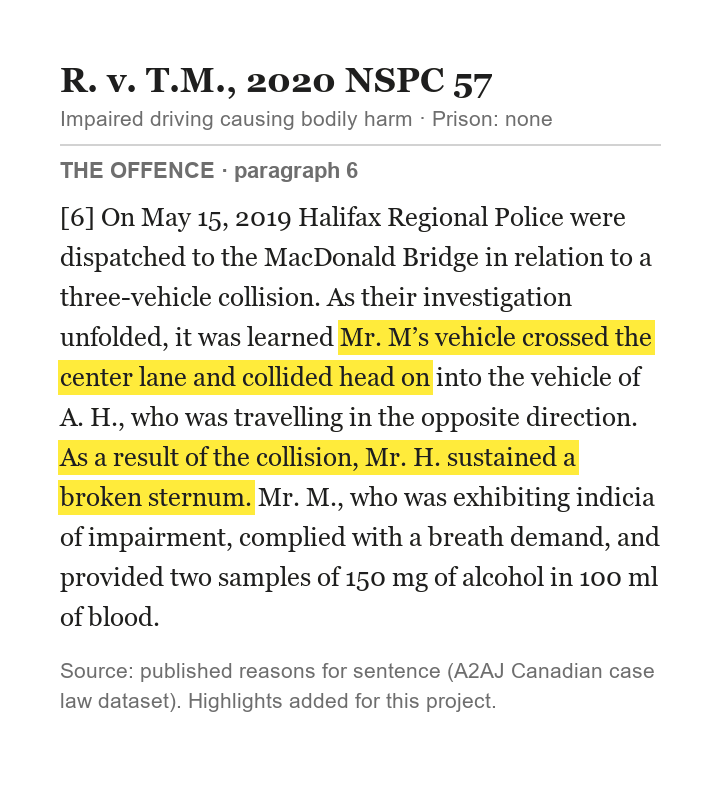 R. v. T.M., 2020 NSPC 57
Impaired driving causing bodily harm · Prison: none
THE OFFENCE · paragraph 6
[6] On May 15, 2019 Halifax Regional Police were
dispatched to the MacDonald Bridge in relation to a
three-vehicle collision. As their investigation
unfolded, it was learned Mr. M’s vehicle crossed the
center lane and collided head on into the vehicle of
A. H., who was travelling in the opposite direction.
As a result of the collision, Mr. H. sustained a
broken sternum. Mr. M., who was exhibiting indicia
of impairment, complied with a breath demand, and
provided two samples of 150 mg of alcohol in 100 ml
of blood.
Source: published reasons for sentence (A2AJ Canadian case
law dataset). Highlights added for this project.